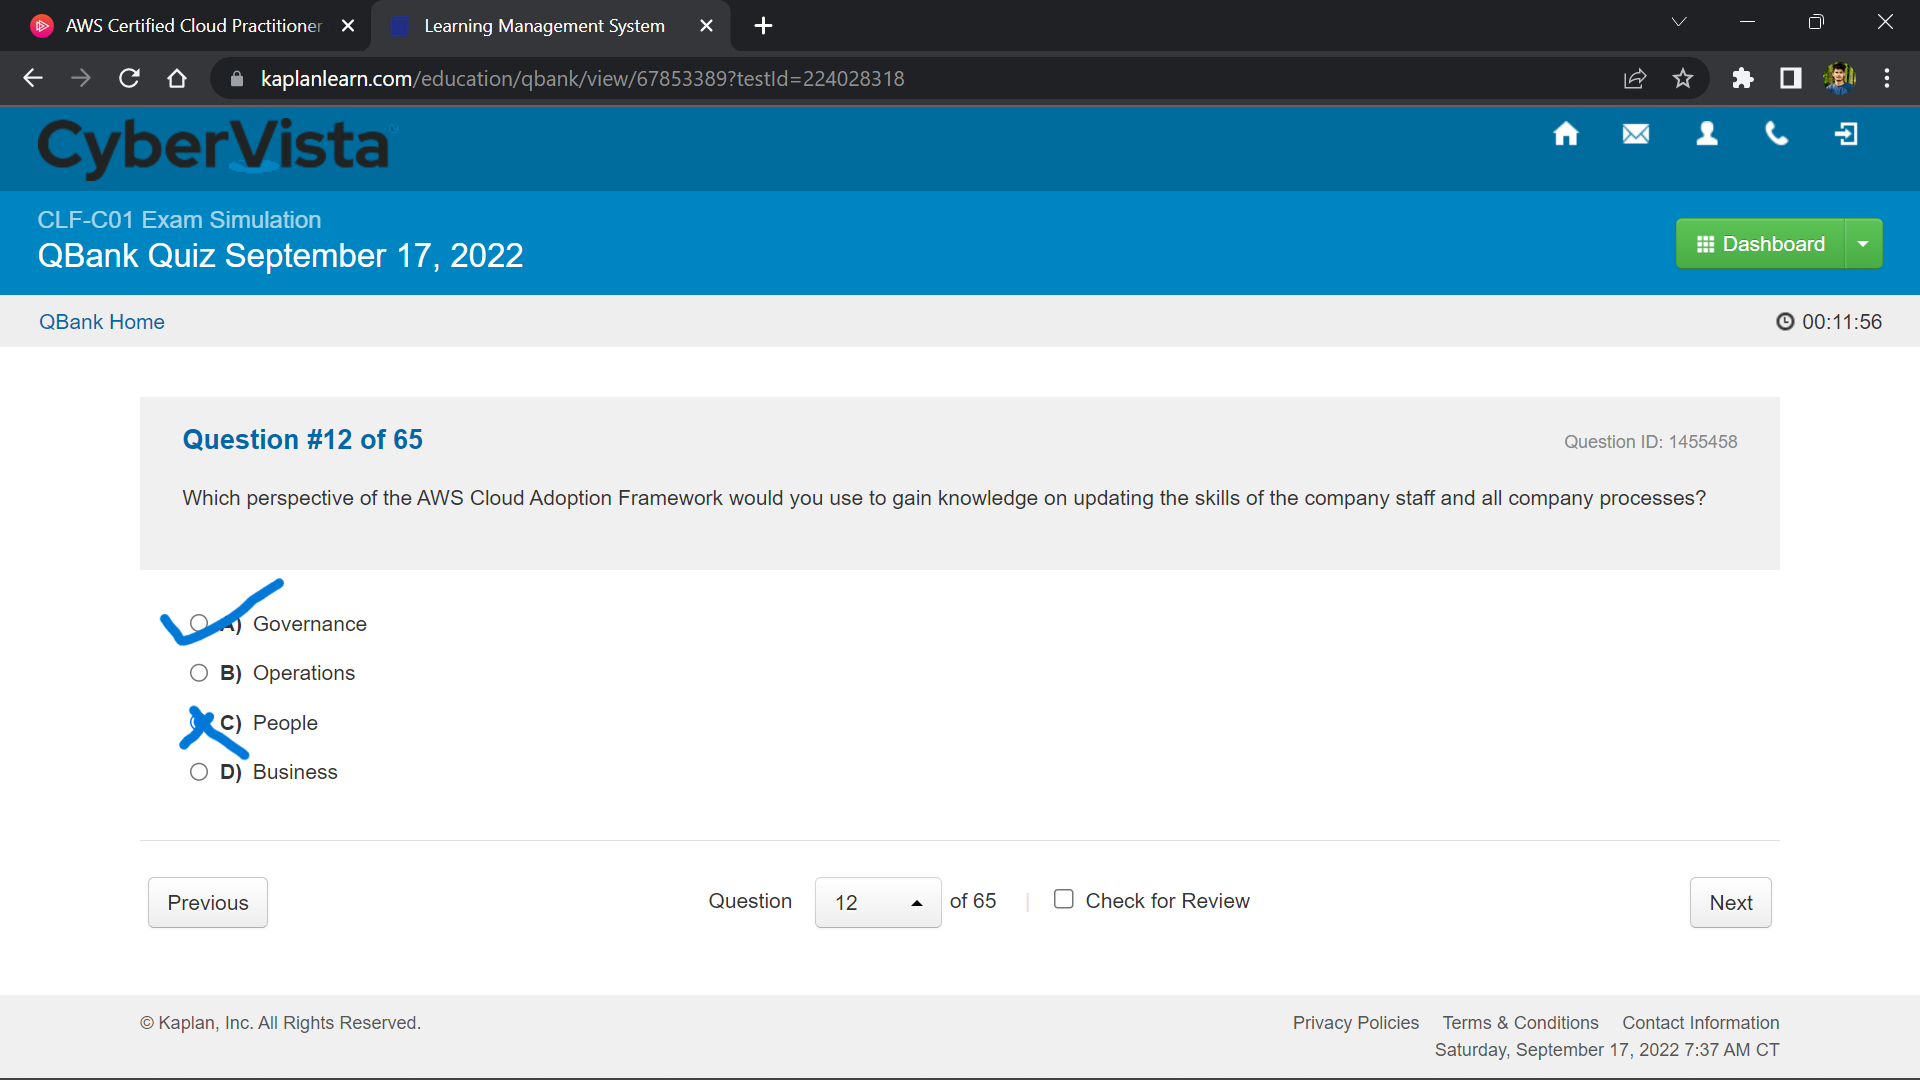 AWS Certified Cloud Practitioner
Learning Management System
kaplanlearn.com/education/qbank/view/67853389?testId=224028318
CyberVista
CLF-C01 Exam Simulation
QBank Quiz September 17, 2022
Dashboard
QBank Home
00:11:56
Question #12 of 65
Question ID: 1455458
Which perspective of the AWS Cloud Adoption Framework would you use to gain knowledge on updating the skills of the company staff and all company processes?
A) Governance
B) Operations
C) People
D) Business
Previous
Question 12 of 65 | Check for Review
Next
© Kaplan, Inc. All Rights Reserved.
Privacy Policies Terms & Conditions Contact Information
Saturday, September 17, 2022 7:37 AM CT